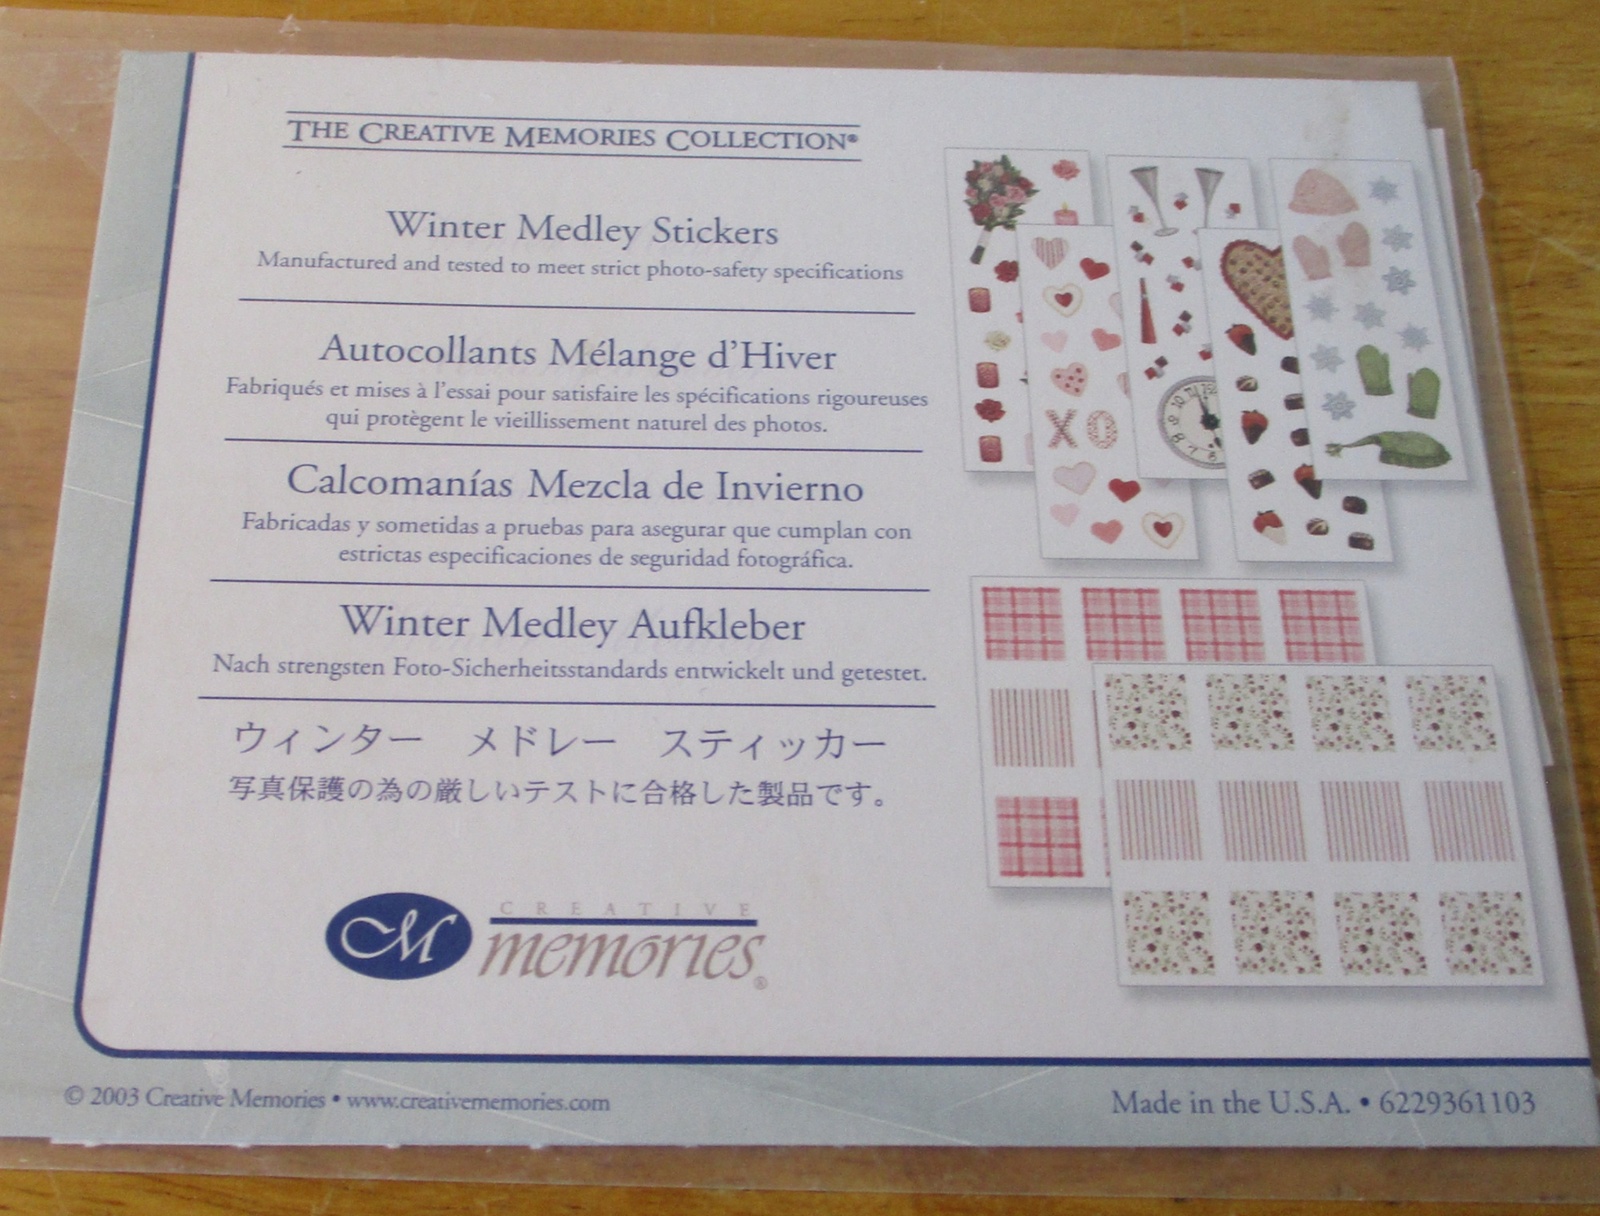 THE CREATIVE MEMORIES COLLECTION®
Winter Medley Stickers
Manufactured and tested to meet strict photo-safety specifications
Autocollants Mélange d'Hiver
Fabriqués et mises à l'essai pour satisfaire les spécifications rigoureuses
qui protègent le vieillissement naturel des photos.
Calcomanías Mezcla de Invierno
Fabricadas y sometidas a pruebas para asegurar que cumplan con
estrictas especificaciones de seguridad fotográfica.
Winter Medley Aufkleber
Nach strengsten Foto-Sicherheitsstandards entwickelt und getestet.
ウィンター メドレー スティッカー
写真保護の為の厳しいテストに合格した製品です。
CM CREATIVE
memories®
XO
© 2003 Creative Memories • www.creativememories.com
Made in the U.S.A. • 6229361103